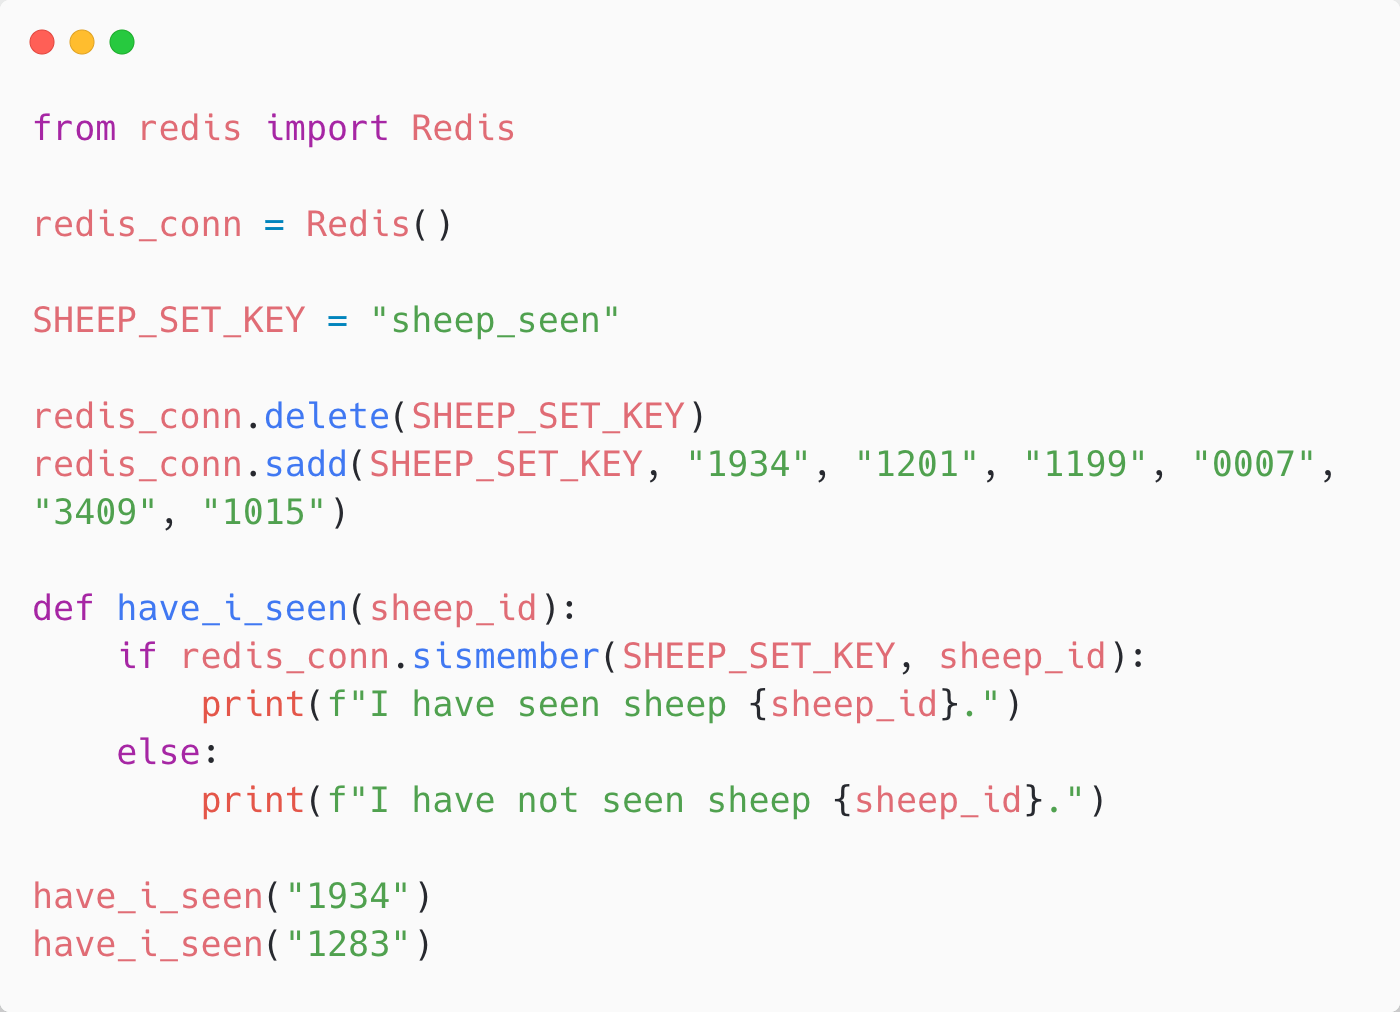 from redis import Redis

redis_conn = Redis()

SHEEP_SET_KEY = "sheep_seen"

redis_conn.delete(SHEEP_SET_KEY)
redis_conn.sadd(SHEEP_SET_KEY, "1934", "1201", "1199", "0007",
"3409", "1015")

def have_i_seen(sheep_id):
    if redis_conn.sismember(SHEEP_SET_KEY, sheep_id):
        print(f"I have seen sheep {sheep_id}.")
    else:
        print(f"I have not seen sheep {sheep_id}.")

have_i_seen("1934")
have_i_seen("1283")